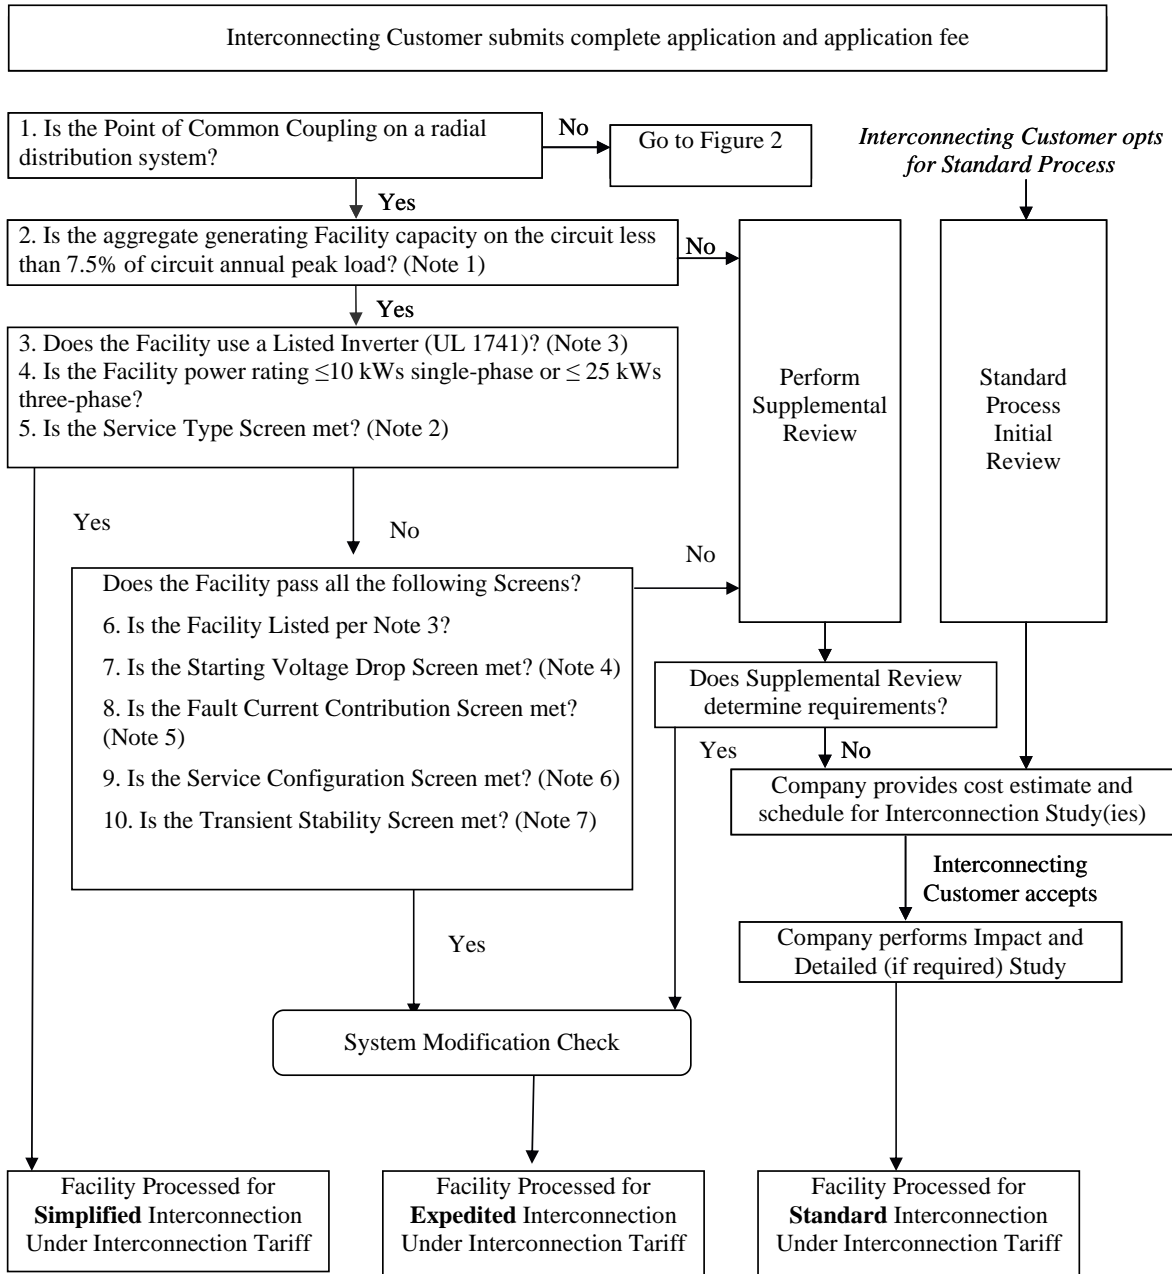 Interconnecting Customer submits complete application and application fee
1. Is the Point of Common Coupling on a radial
distribution system?
No
Go to Figure 2
Interconnecting Customer opts
for Standard Process
Yes
2. Is the aggregate generating Facility capacity on the circuit less
than 7.5% of circuit annual peak load? (Note 1)
No
Yes
3. Does the Facility use a Listed Inverter (UL 1741)? (Note 3)
4. Is the Facility power rating ≤10 kWs single-phase or ≤ 25 kWs
three-phase?
5. Is the Service Type Screen met? (Note 2)
Perform
Supplemental
Review
Standard
Process
Initial
Review
Yes
No
No
Does the Facility pass all the following Screens?
6. Is the Facility Listed per Note 3?
7. Is the Starting Voltage Drop Screen met? (Note 4)
8. Is the Fault Current Contribution Screen met?
(Note 5)
9. Is the Service Configuration Screen met? (Note 6)
10. Is the Transient Stability Screen met? (Note 7)
Does Supplemental Review
determine requirements?
Yes
No
Company provides cost estimate and
schedule for Interconnection Study(ies)
Interconnecting
Customer accepts
Yes
Company performs Impact and
Detailed (if required) Study
System Modification Check
Facility Processed for
Simplified Interconnection
Under Interconnection Tariff
Facility Processed for
Expedited Interconnection
Under Interconnection Tariff
Facility Processed for
Standard Interconnection
Under Interconnection Tariff